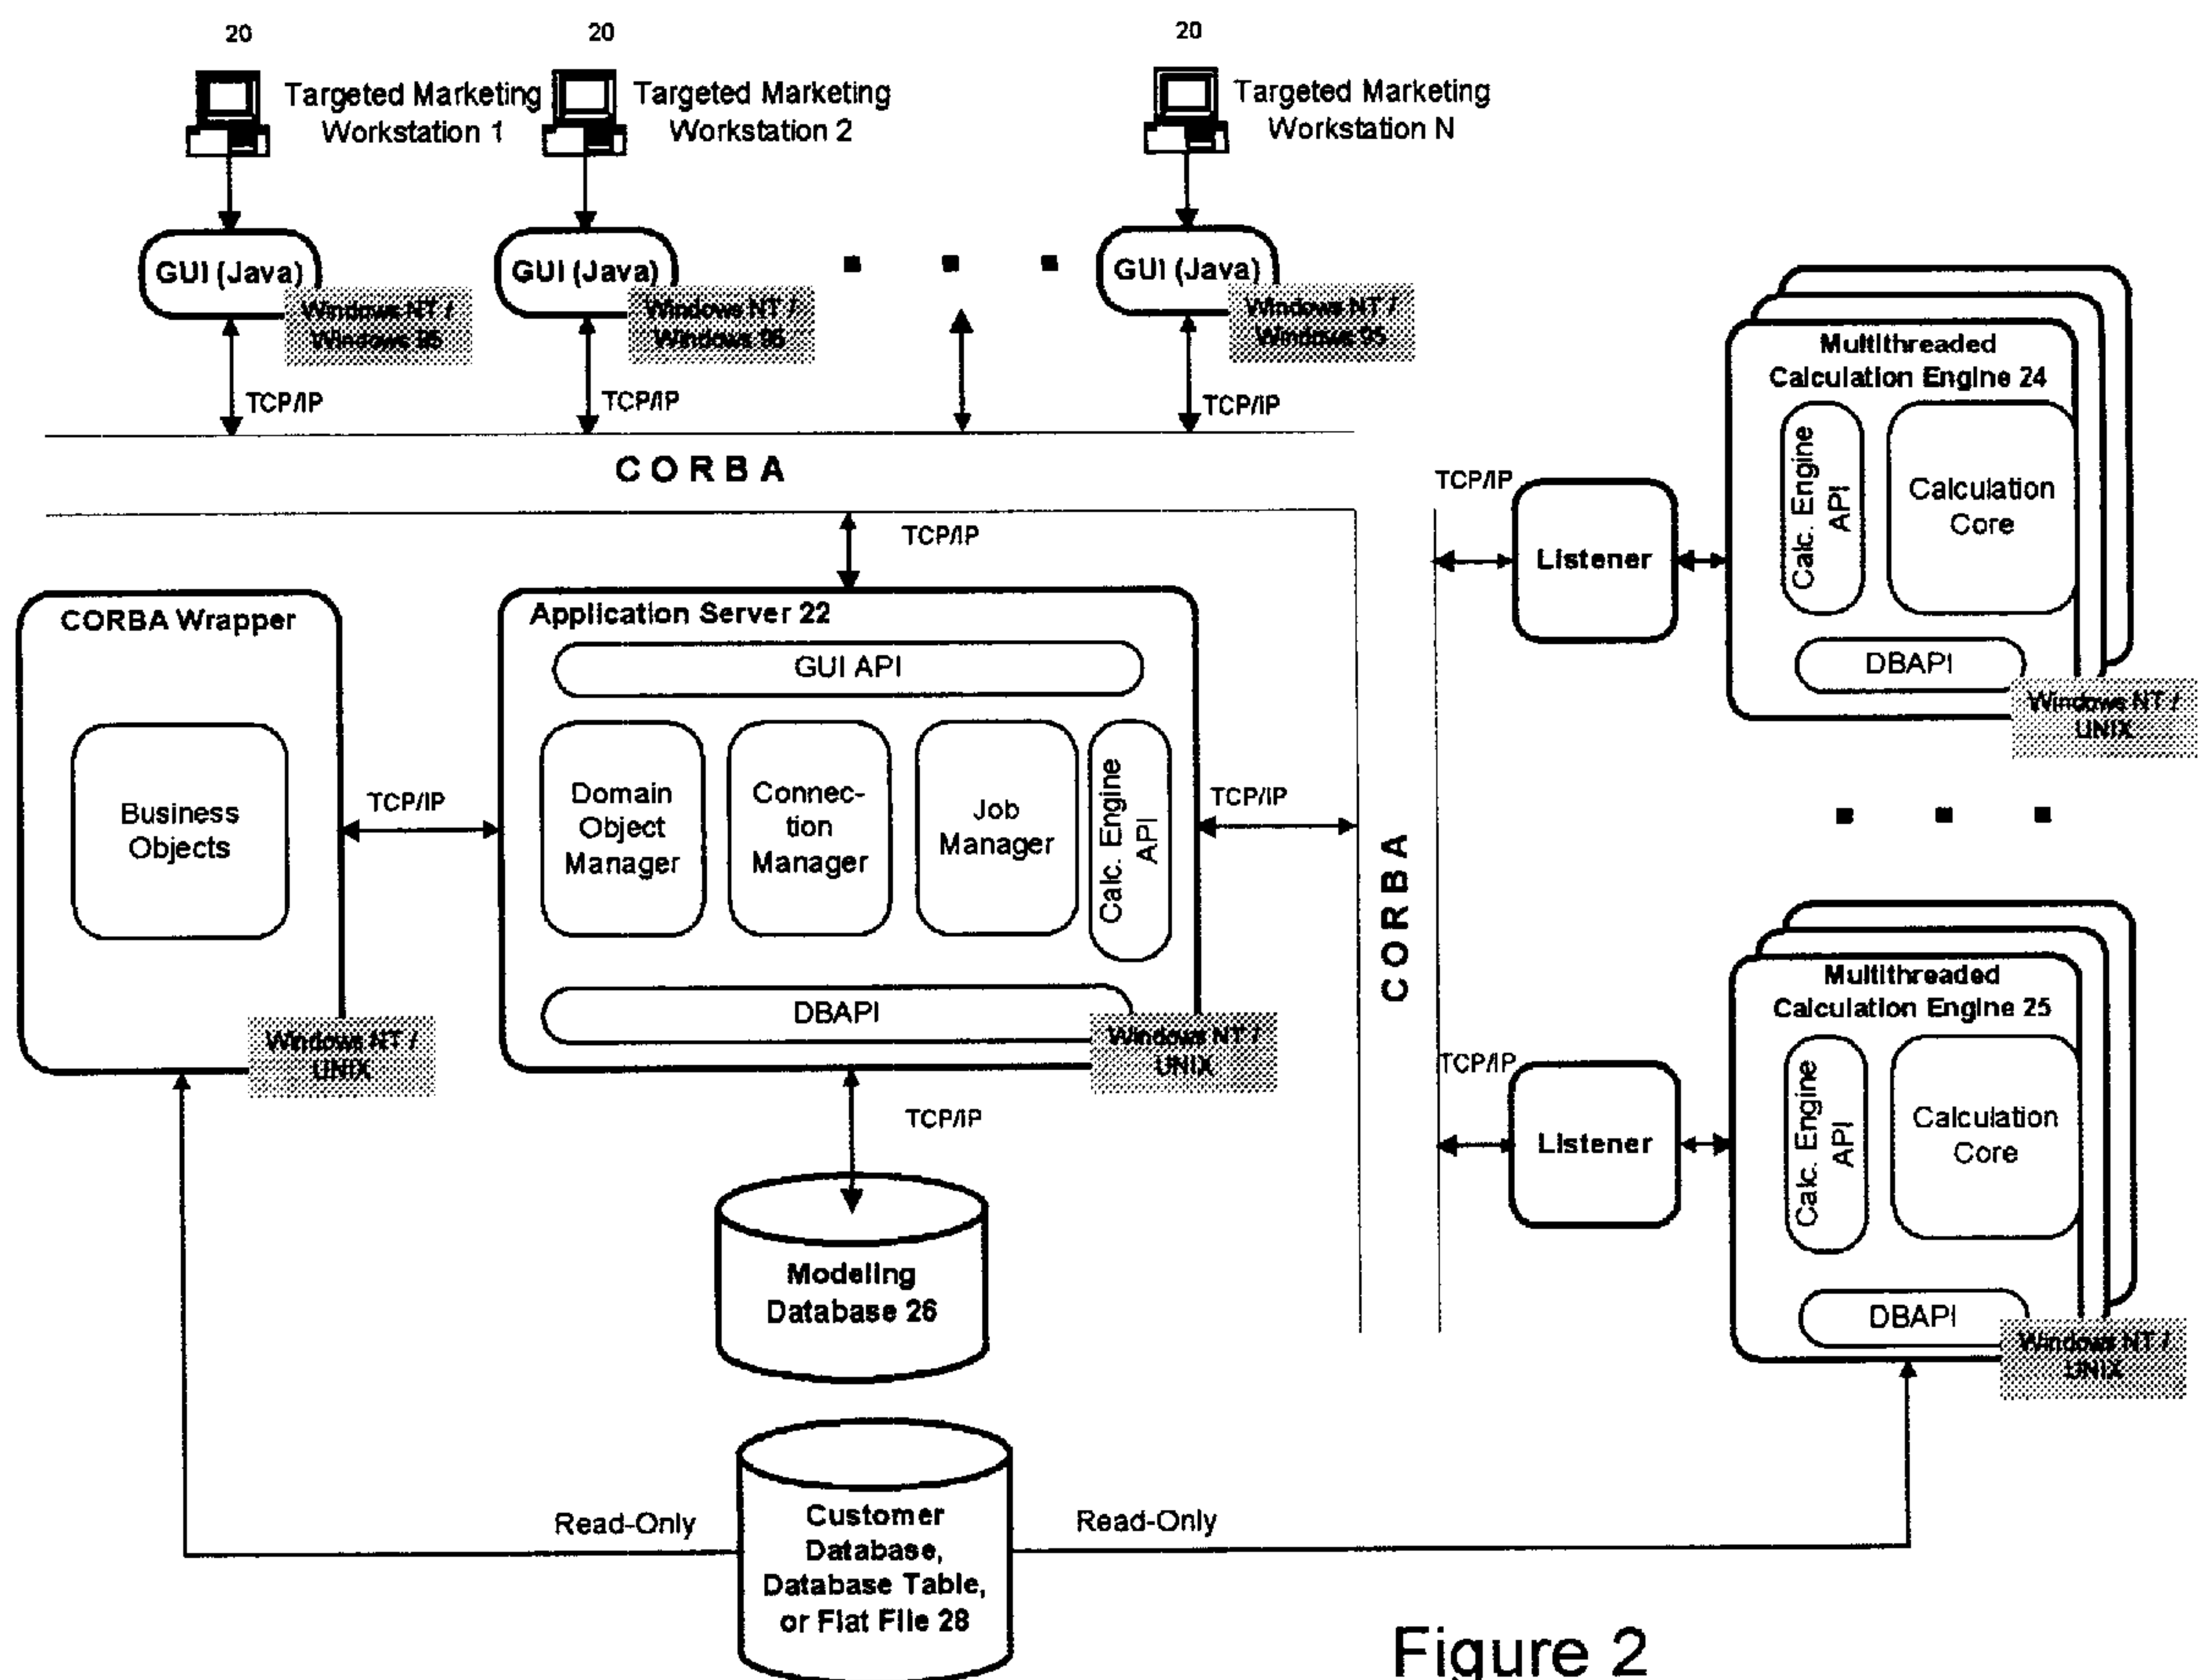 20
20
20
Targeted Marketing
Workstation 1
Targeted Marketing
Workstation 2
Targeted Marketing
Workstation N
GUI (Java)
Windows NT /
Windows 95
GUI (Java)
Windows NT /
Windows 95
GUI (Java)
Windows NT /
Windows 95
TCP/IP
TCP/IP
TCP/IP
CORBA
TCP/IP
CORBA Wrapper
Business
Objects
Windows NT /
UNIX
TCP/IP
Application Server 22
GUI API
Domain
Object
Manager
Connec-
tion
Manager
Job
Manager
Calc. Engine
API
DBAPI
Windows NT /
UNIX
TCP/IP
CORBA
TCP/IP
Listener
Multithreaded
Calculation Engine 24
Calc. Engine
API
Calculation
Core
DBAPI
Windows NT /
UNIX
TCP/IP
Listener
Multithreaded
Calculation Engine 25
Calc. Engine
API
Calculation
Core
DBAPI
Windows NT /
UNIX
TCP/IP
Modeling
Database 26
Read-Only
Customer
Database,
Database Table,
or Flat File 28
Read-Only
Figure 2